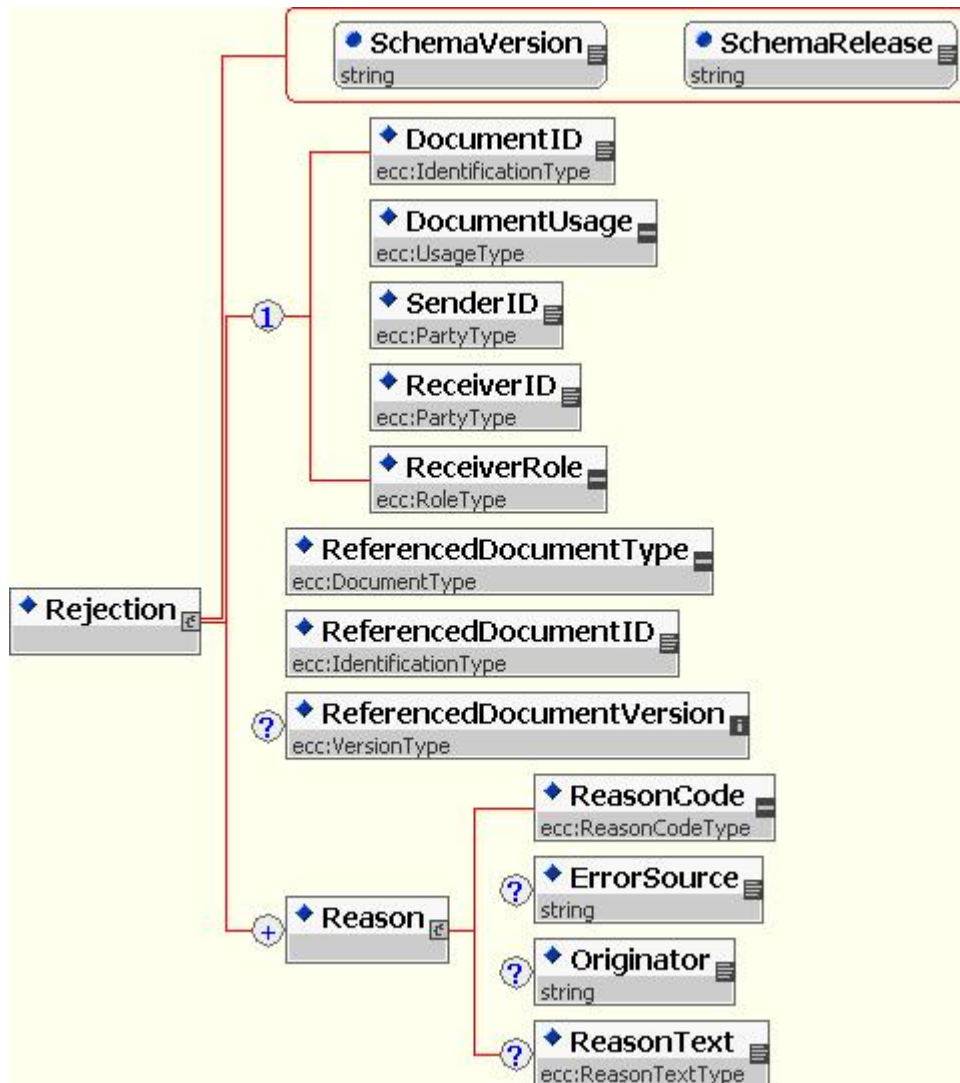 SchemaVersion
string
SchemaRelease
string
DocumentID
ecc:IdentificationType
DocumentUsage
ecc:UsageType
SenderID
ecc:PartyType
1
ReceiverID
ecc:PartyType
ReceiverRole
ecc:RoleType
ReferencedDocumentType
ecc:DocumentType
Rejection
ReferencedDocumentID
ecc:IdentificationType
?
ReferencedDocumentVersion
ecc:VersionType
ReasonCode
ecc:ReasonCodeType
?
ErrorSource
string
+
Reason
?
Originator
string
?
ReasonText
ecc:ReasonTextType